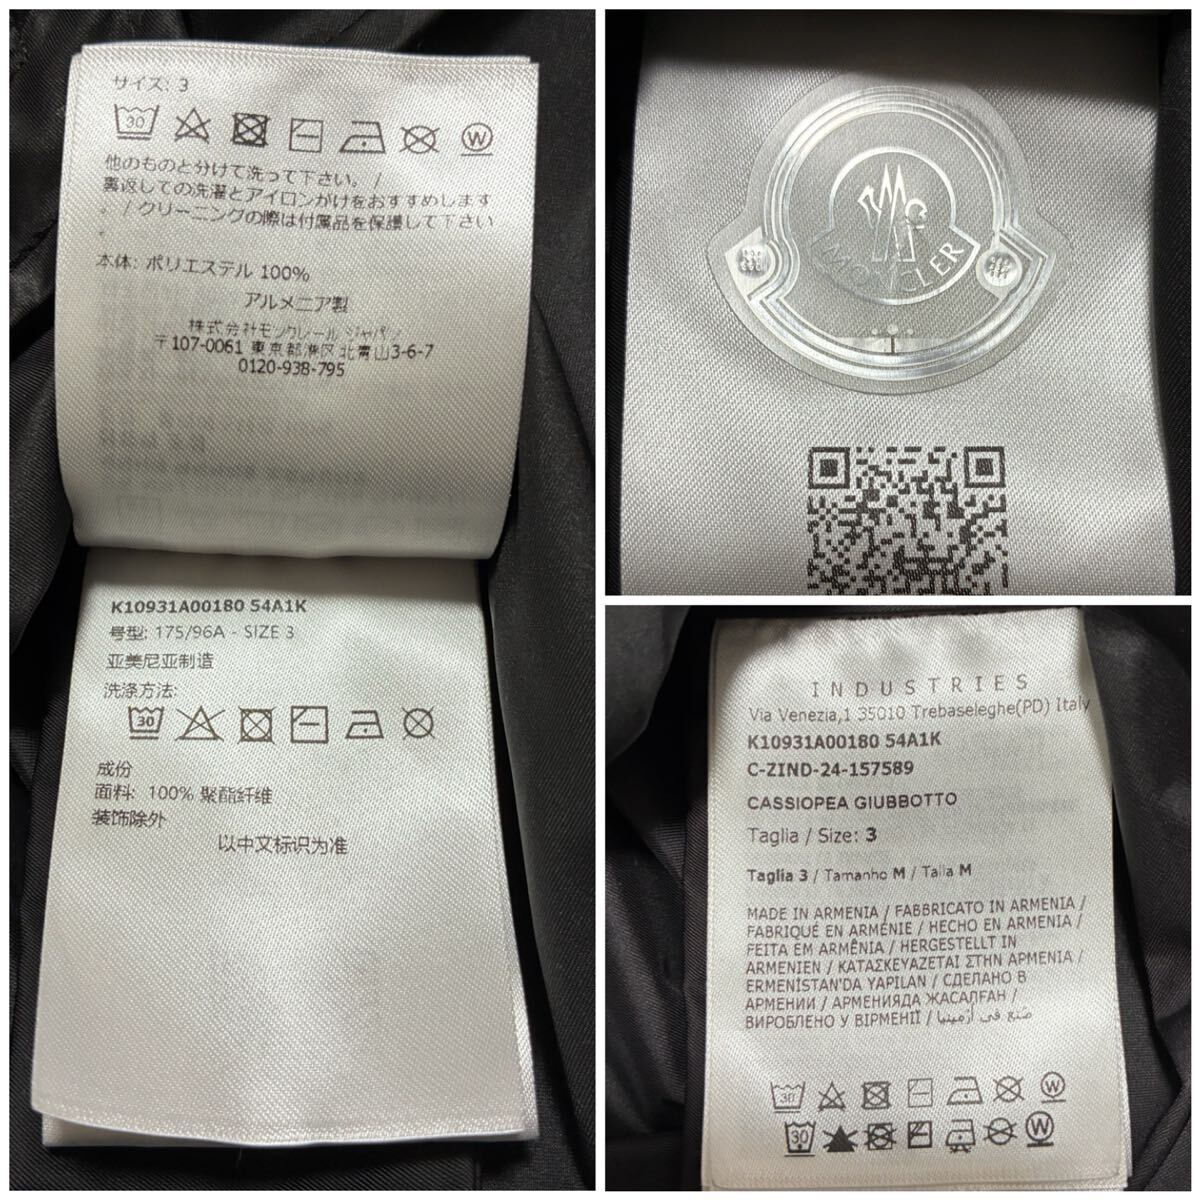 サイズ: 3
30
W
他のものと分けて洗って下さい。/
裏返しての洗濯とアイロンがけをおすすめします
。/ クリーニングの際は付属品を保護して下さい
。
本体: ポリエステル 100%
アルメニア製
株式会社モンクレール ジャパン
〒107-0061 東京都港区北青山3-6-7
0120-938-795
K10931A00180 54A1K
号型: 175/96A - SIZE 3
亚美尼亚制造
洗涤方法:
30
成份
面料: 100% 聚酯纤维
装饰除外
以中文标识为准
MONCLER
INDUSTRIES
Via Venezia,1 35010 Trebaseleghe(PD) Italy
K10931A00180 54A1K
C-ZIND-24-157589
CASSIOPEA GIUBBOTTO
Taglia / Size: 3
Taglia 3 / Tamanho M / Talla M
MADE IN ARMENIA / FABBRICATO IN ARMENIA /
FABRIQUÉ EN ARMÉNIE / HECHO EN ARMENIA /
FEITA EM ARMÊNIA / HERGESTELLT IN
ARMENIEN / ΚΑΤΑΣΚΕΥΑΖΕΤΑΙ ΣΤΗΝ ΑΡΜΕΝΙΑ /
ERMENİSTAN'DA YAPILAN / СДЕЛАНО В
АРМЕНИИ / АРМЕНИЯДА ЖАСАЛҒАН /
ВИРОБЛЕНО У ВІРМЕНІЇ / صنع في أرمينيا
30
W
30
W